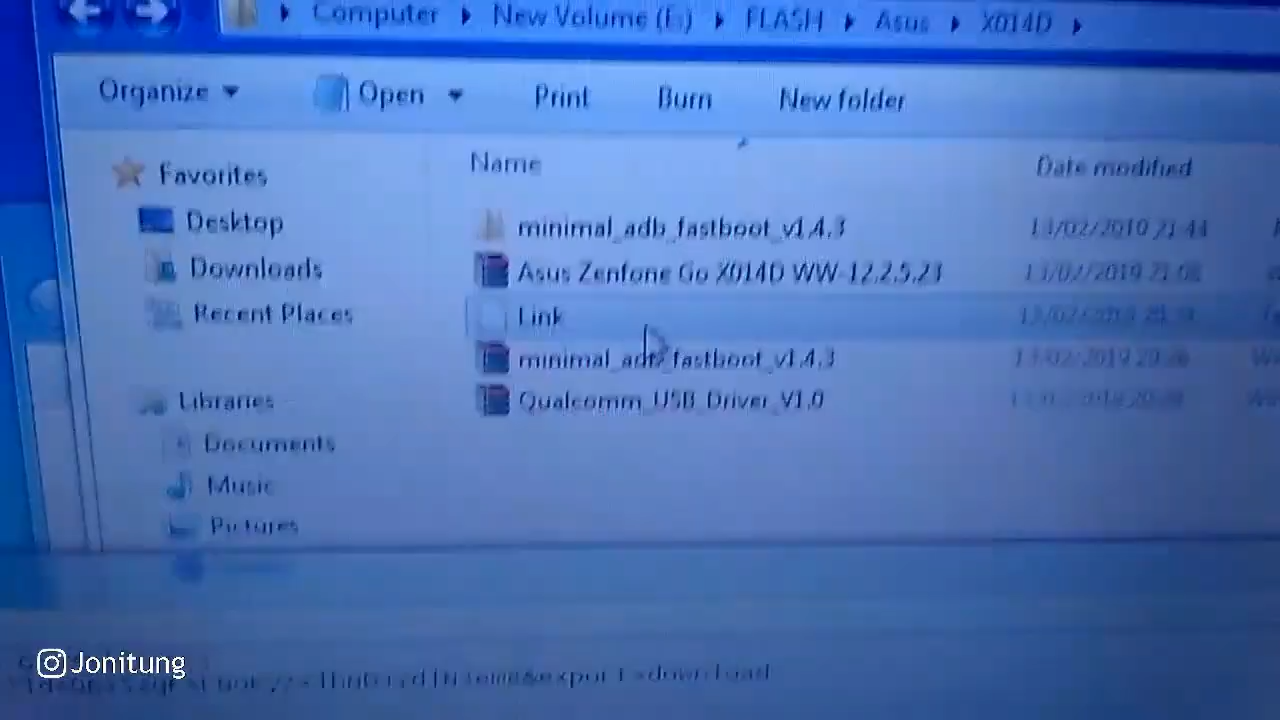 Computer New Volume (E:) FLASH Asus X014D
Organize Open Print Burn New folder
Name Date modified
Favorites
Desktop
Downloads
Recent Places
Libraries
Documents
Music
Pictures
minimal_adb_fastboot_v1.4.3
Asus Zenfone Go X014D WW-12.2.5.23
Link
minimal_adb_fastboot_v1.4.3
Qualcomm_USB_Driver_V1.0
Jonitung